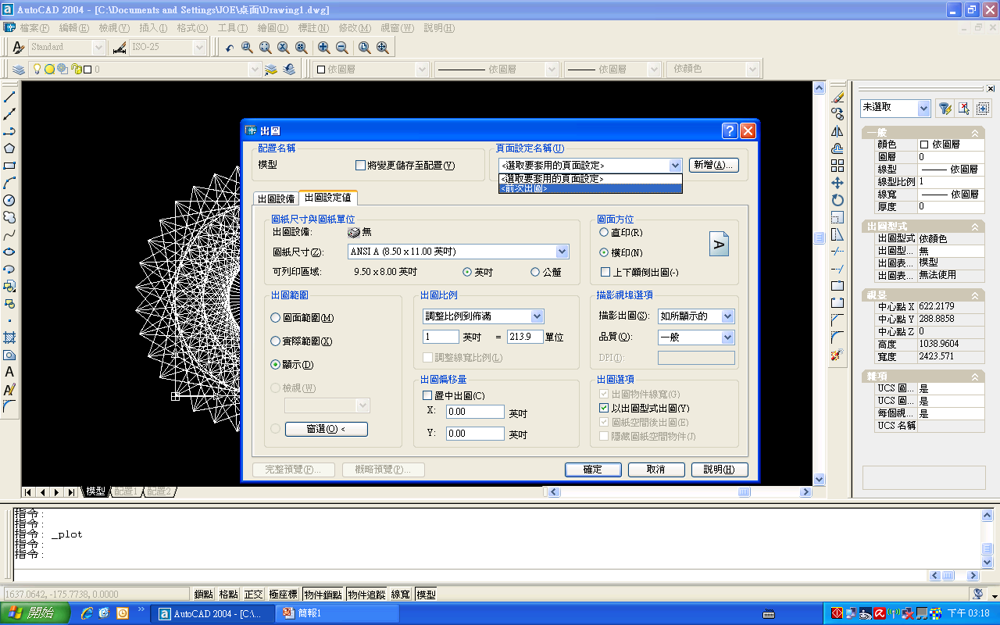 AutoCAD 2004 - [C:\Documents and Settings\JOE\桌面\Drawing1.dwg]
檔案(F) 編輯(E) 檢視(V) 插入(I) 格式(O) 工具(T) 繪圖(D) 標註(N) 修改(M) 視窗(W) 說明(H)
Standard ISO-25
0 依圖層 依圖層 依圖層 依顏色
出圖
配置名稱
模型
將變更儲存至配置(V)
頁面設定名稱(U)
<選取要套用的頁面設定>
新增(A)...
<選取要套用的頁面設定>
<前次出圖>
出圖設備 出圖設定值
圖紙尺寸與圖紙單位
出圖設備: 無
圖紙尺寸(Z): ANSI A (8.50 x 11.00 英吋)
可列印區域: 9.50 x 8.00 英吋 英吋 公釐
圖面方位
直印(R)
橫印(N)
A
上下顛倒出圖(-)
出圖範圍
圖面範圍(M)
實際範圍(X)
顯示(D)
檢視(W)
窗選(O) <
出圖比例
調整比例到佈滿
1 英吋 = 213.9 單位
調整線寬比例(L)
出圖偏移量
置中出圖(C)
X: 0.00 英吋
Y: 0.00 英吋
描影視埠選項
描影出圖(S): 如所顯示的
品質(Q): 一般
DPI(I):
出圖選項
出圖物件線寬(G)
以出圖型式出圖(Y)
圖紙空間後出圖(E)
隱藏圖紙空間物件(J)
完整預覽(F)... 概略預覽(P)... 確定 取消 說明(H)
未選取
一般
顏色 依圖層
圖層 0
線型 依圖層
線型比例 1
線寬 依圖層
厚度 0
出圖型式
出圖型式 依顏色
出圖型... 無
出圖表... 模型
出圖表... 無法使用
視景
中心點 X 622.2179
中心點 Y 288.8858
中心點 Z 0
高度 1038.9604
寬度 2423.571
雜項
UCS 圖... 是
UCS 圖... 是
每個視... 是
UCS 名稱
模型 配置1 配置2
指令:
指令:
指令: _plot
指令:
指令:
1637.0642, -175.7738, 0.0000 鎖點 格點 正交 極座標 物件鎖點 物件追蹤 線寬 模型
開始 AutoCAD 2004 - [C:\... 簡報1 下午 03:18